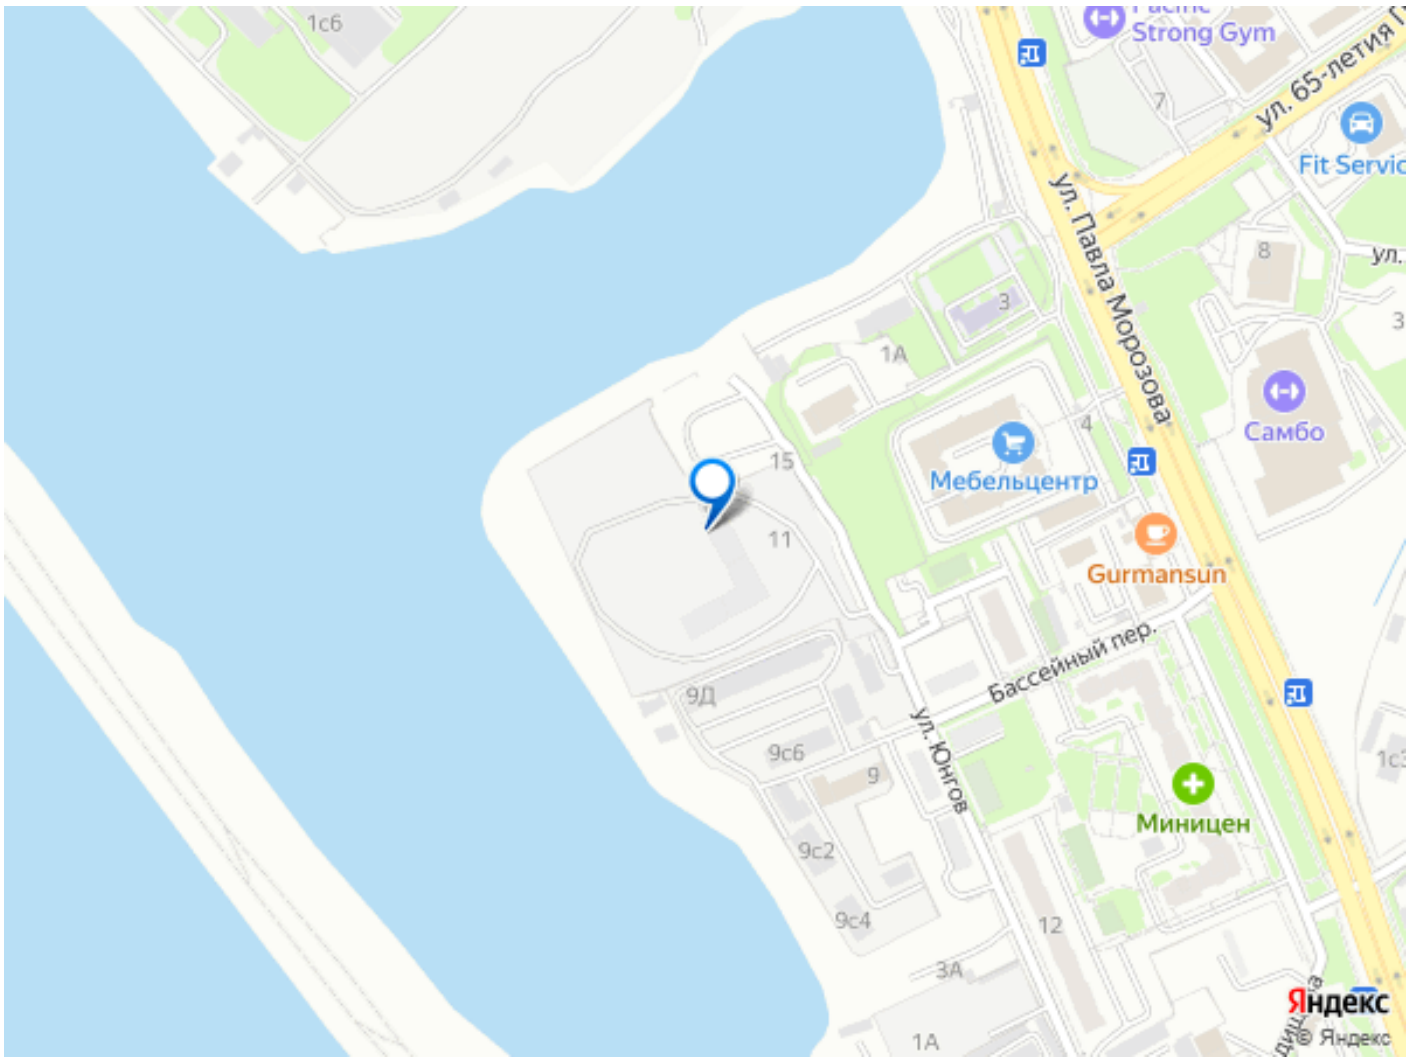 1с6
Pacific
Strong Gym
ул. 65-летия П
7
Fit Servic
ул. Павла Морозова
8
ул.
3
3
1А
4
Самбо
Мебельцентр
15
11
Gurmansun
Бассейный пер.
9Д
ул. Юнгов
9с6
9
1с3
Миницен
9с2
9с4
12
3А
1А
Яндекс
© Яндекс